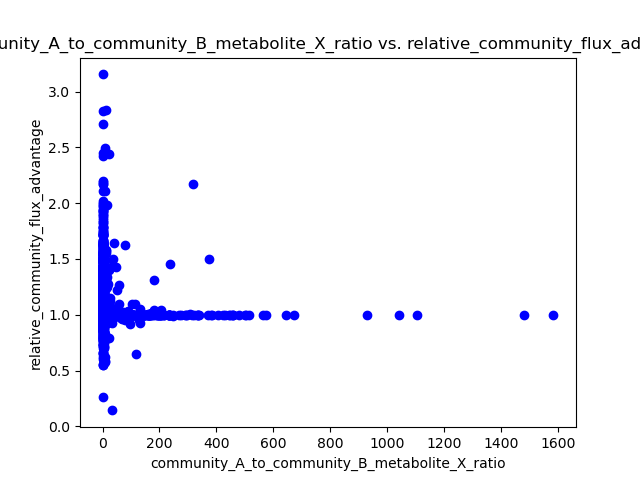 unity_A_to_community_B_metabolite_X_ratio vs. relative_community_flux_ad
3.0
2.5
2.0
1.5
1.0
0.5
0.0
relative_community_flux_advantage
0 200 400 600 800 1000 1200 1400 1600
community_A_to_community_B_metabolite_X_ratio